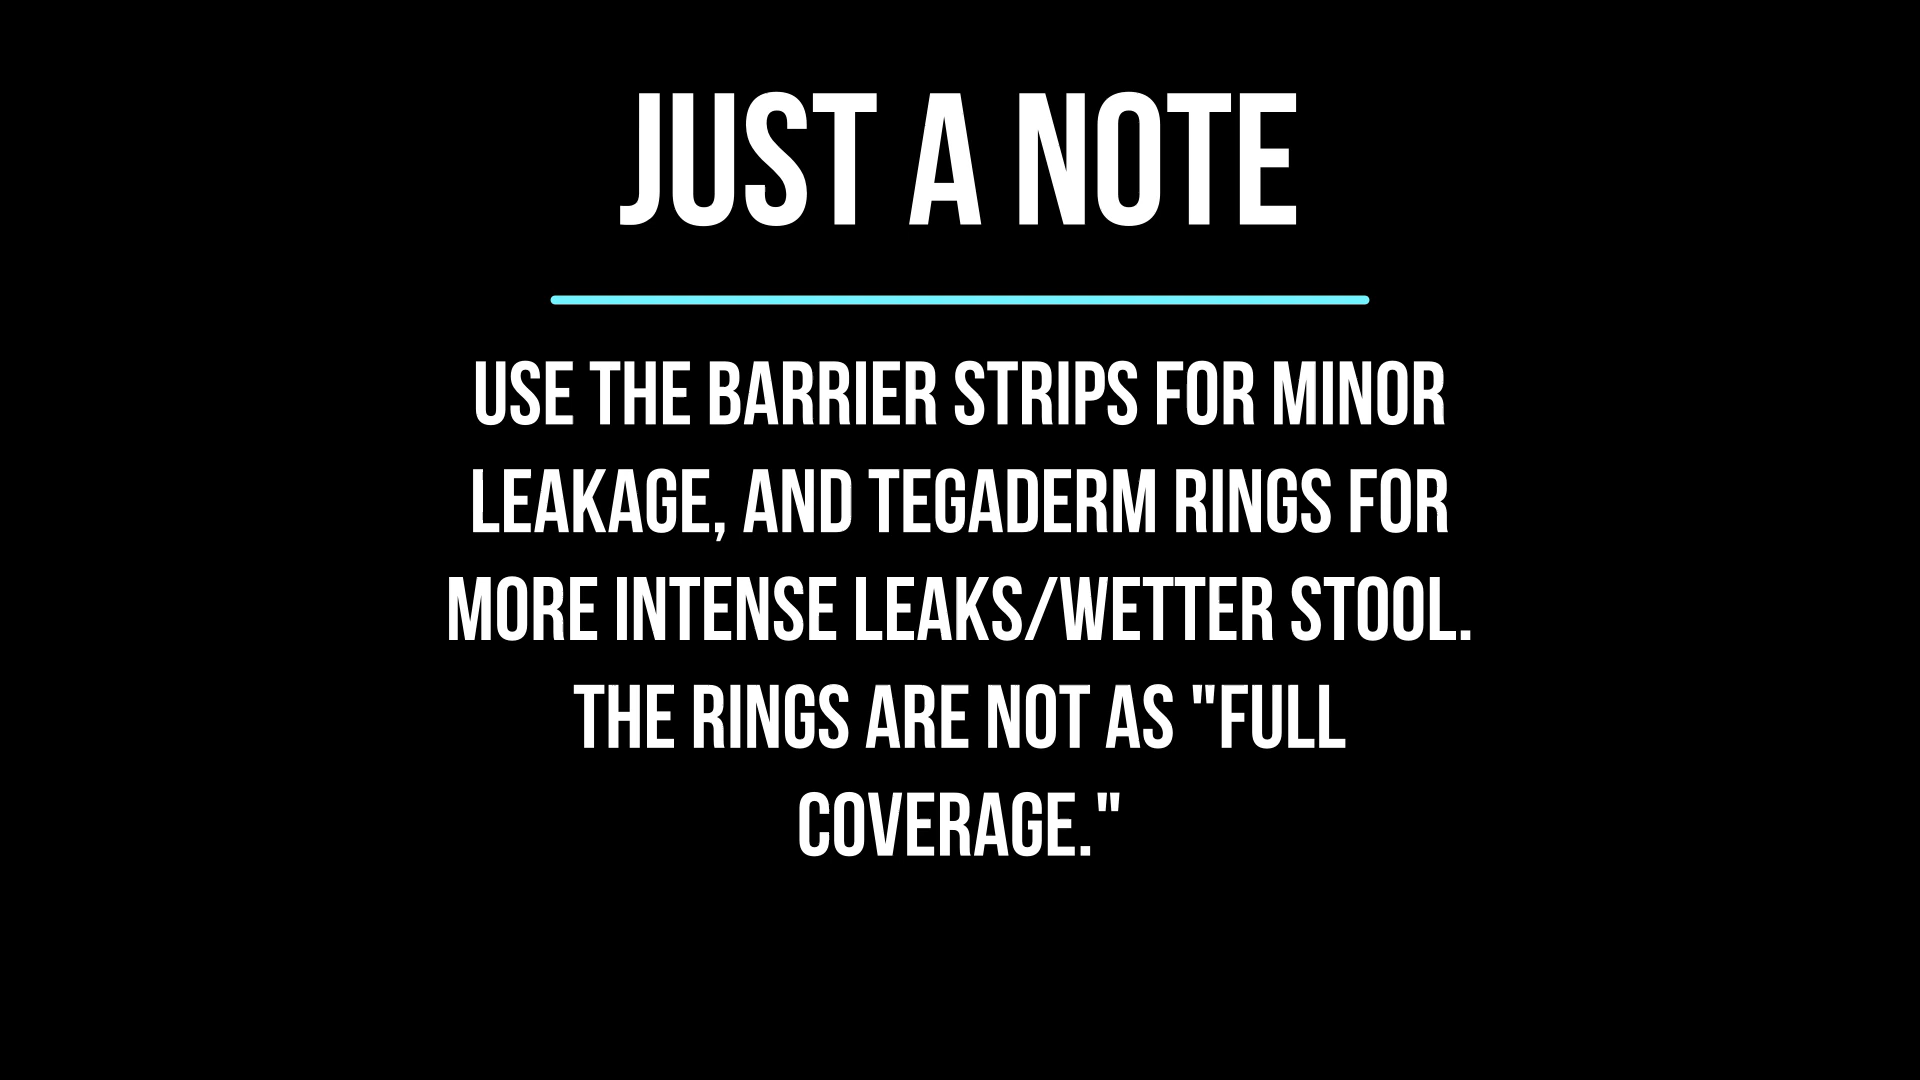 JUST A NOTE
USE THE BARRIER STRIPS FOR MINOR
LEAKAGE, AND TEGADERM RINGS FOR
MORE INTENSE LEAKS/WETTER STOOL.
THE RINGS ARE NOT AS "FULL
COVERAGE."